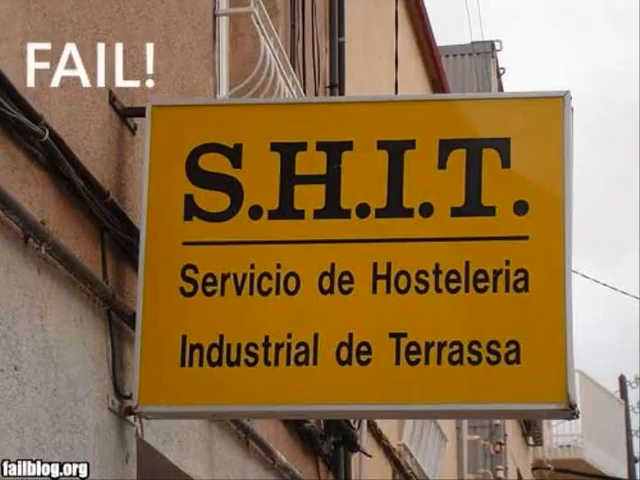 FAIL!
S.H.I.T.
Servicio de Hosteleria
Industrial de Terrassa
failblog.org